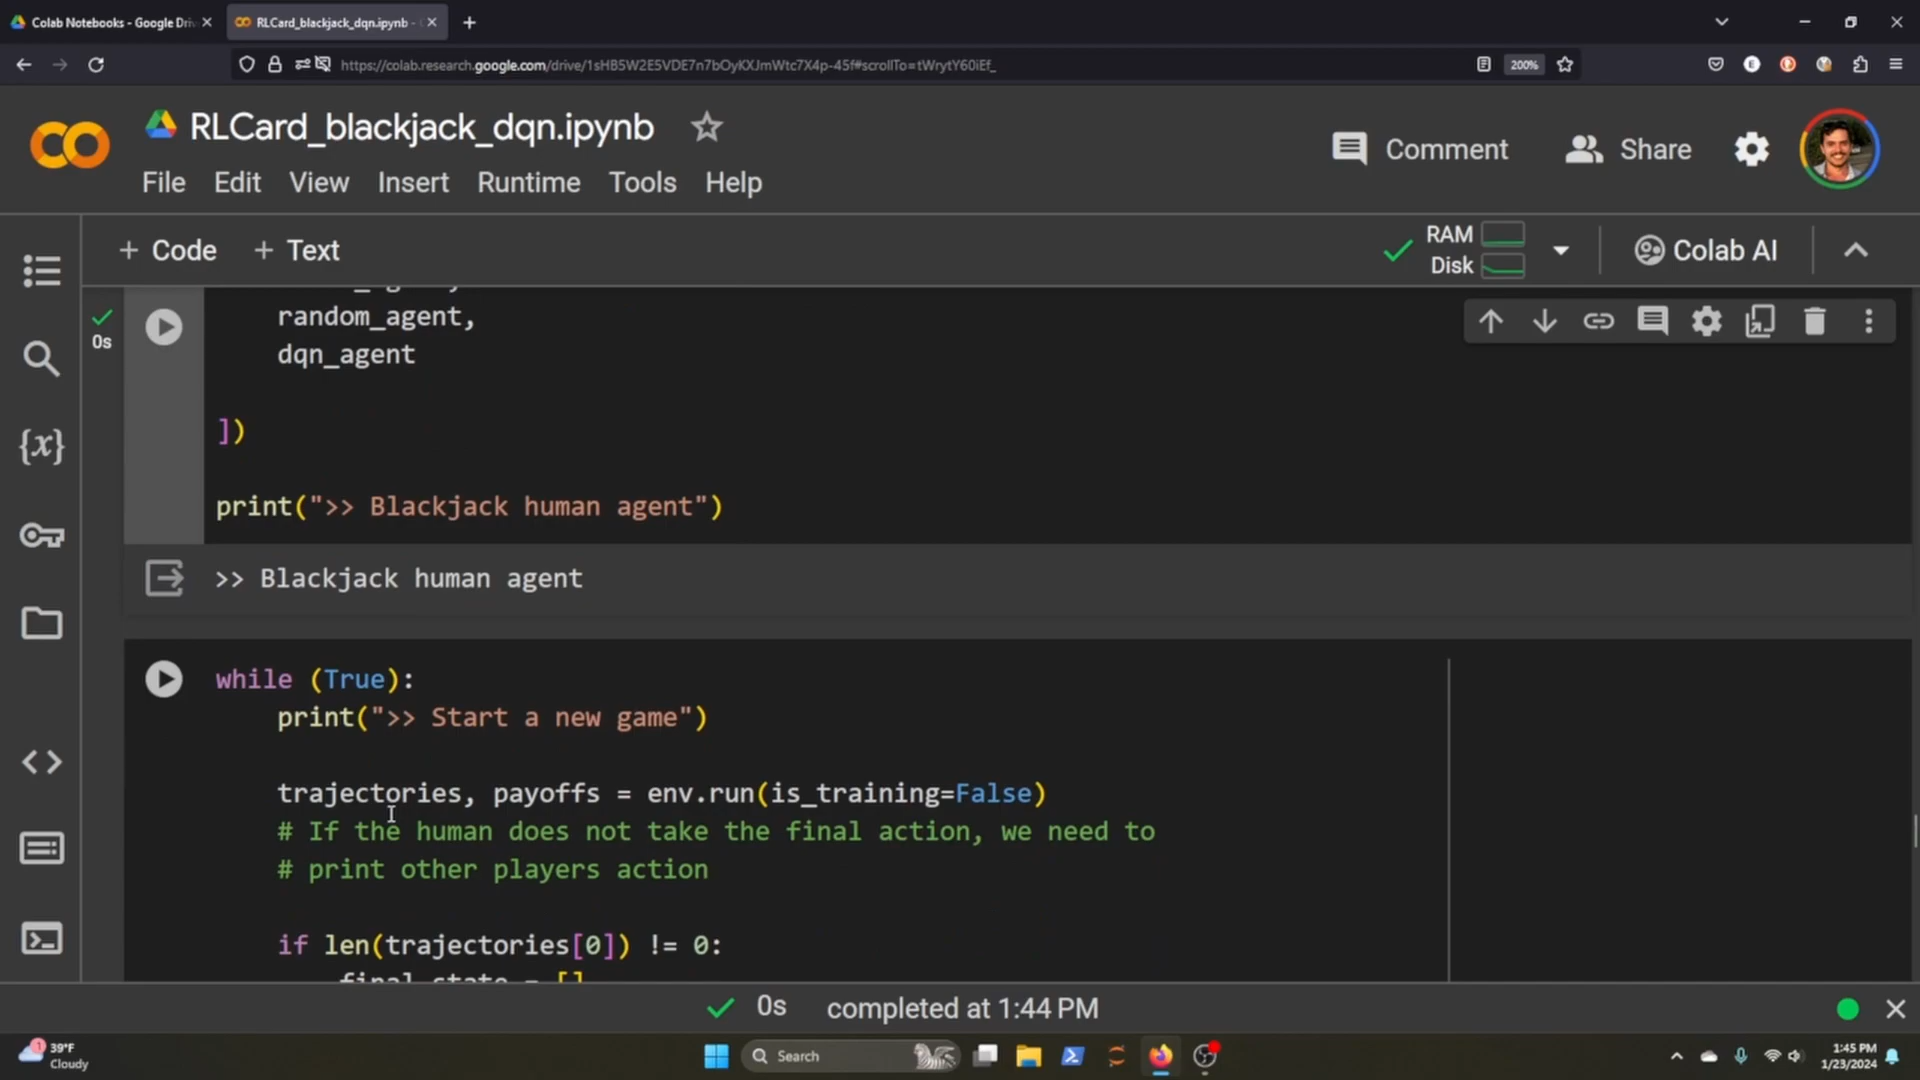 Colab Notebooks - Google Driv
RLCard_blackjack_dqn.ipynb -
https://colab.research.google.com/drive/1sHB5W2E5VDE7n7bOyKXJmWtc7X4p-45f#scrollTo=tWrytY60iEf_
200%
RLCard_blackjack_dqn.ipynb
Comment
Share
File Edit View Insert Runtime Tools Help
+ Code + Text
RAM
Disk
Colab AI
0s
random_agent,
dqn_agent
])
print(">> Blackjack human agent")
>> Blackjack human agent
{x}
while (True):
print(">> Start a new game")
trajectories, payoffs = env.run(is_training=False)
# If the human does not take the final action, we need to
# print other players action
if len(trajectories[0]) != 0:
final_state = []
0s completed at 1:44 PM
1
39°F
Cloudy
Search
1:45 PM
1/23/2024